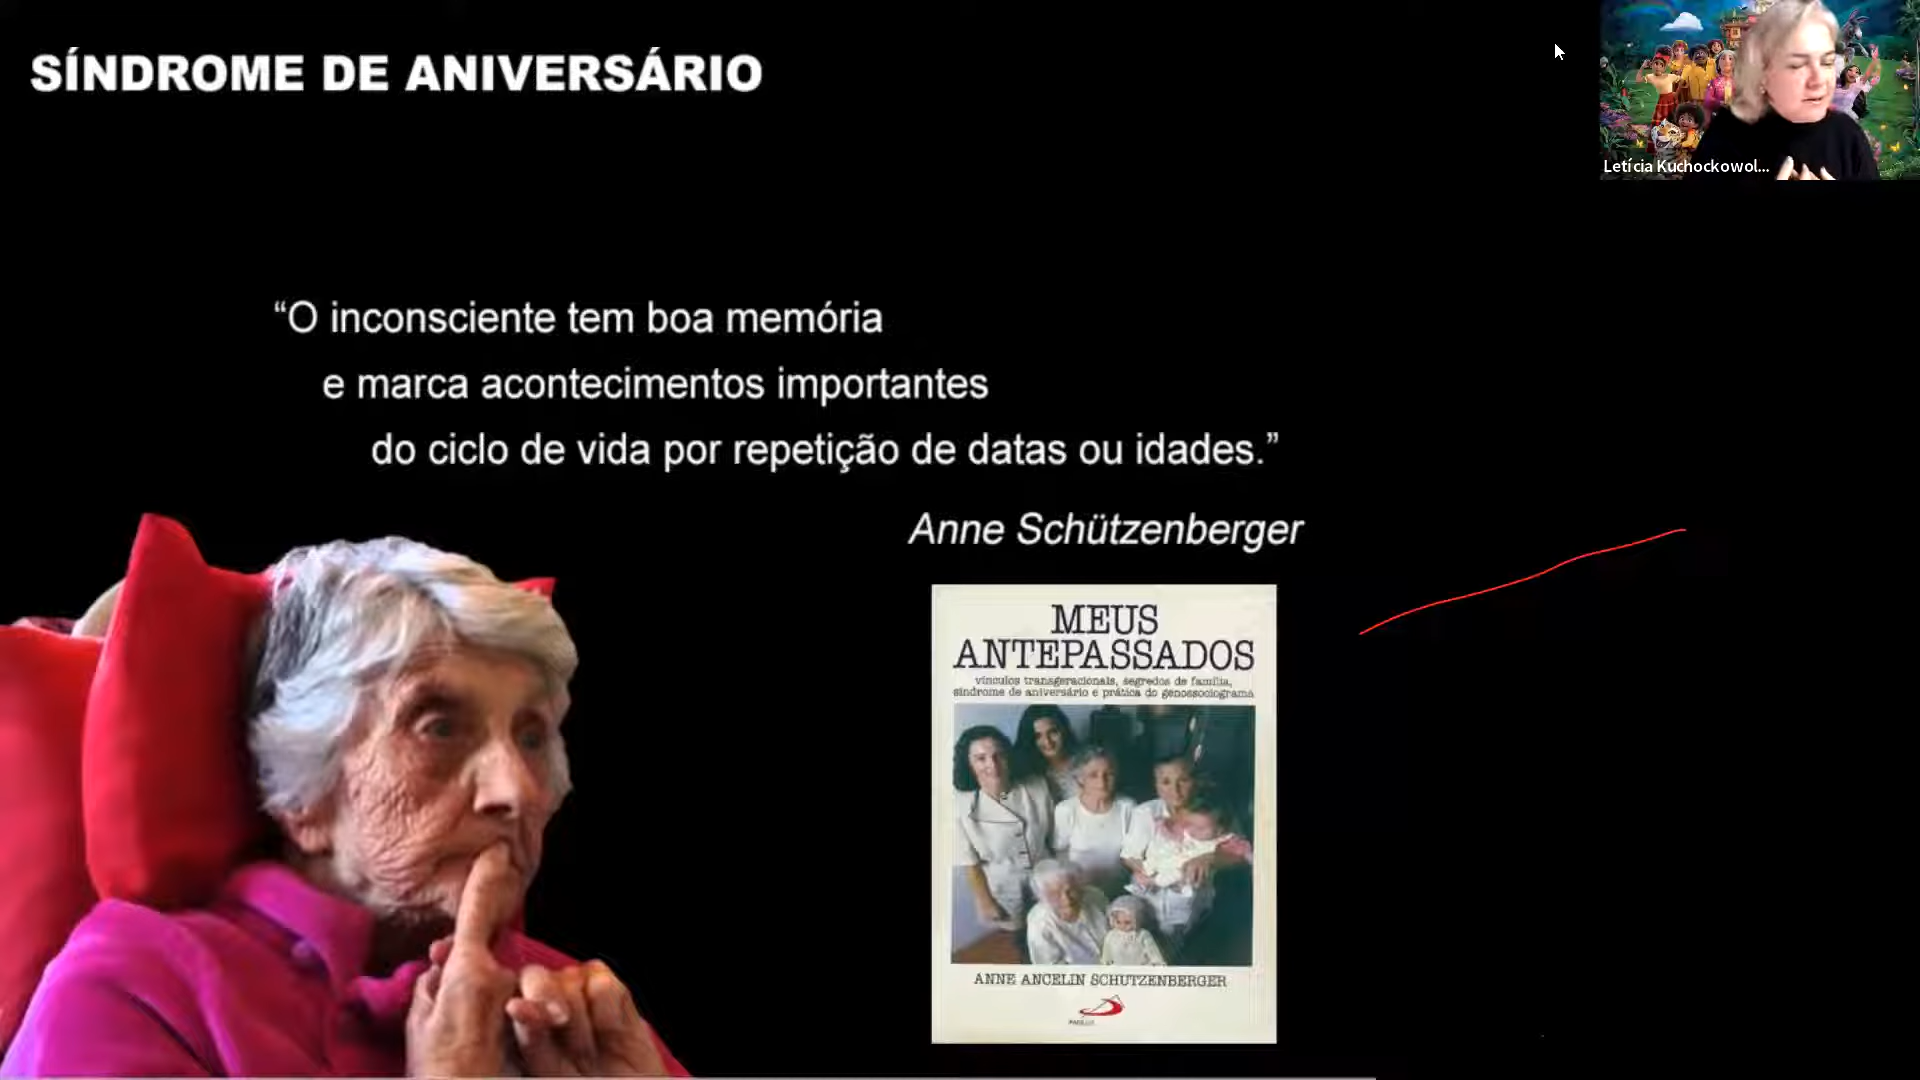 SÍNDROME DE ANIVERSÁRIO
Letícia Kuchockowol...
“O inconsciente tem boa memória
e marca acontecimentos importantes
do ciclo de vida por repetição de datas ou idades.”
Anne Schützenberger
MEUS
ANTEPASSADOS
vínculos transgeracionais, segredos de família,
síndrome de aniversário e prática do genossociograma
ANNE ANCELIN SCHUTZENBERGER